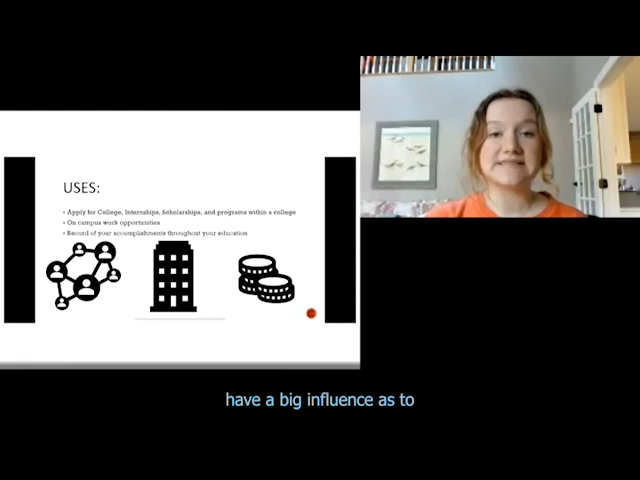 USES:
• Apply for College, Internships, Scholarships, and programs within a college
• On campus work opportunities
• Record of your accomplishments throughout your education
have a big influence as to